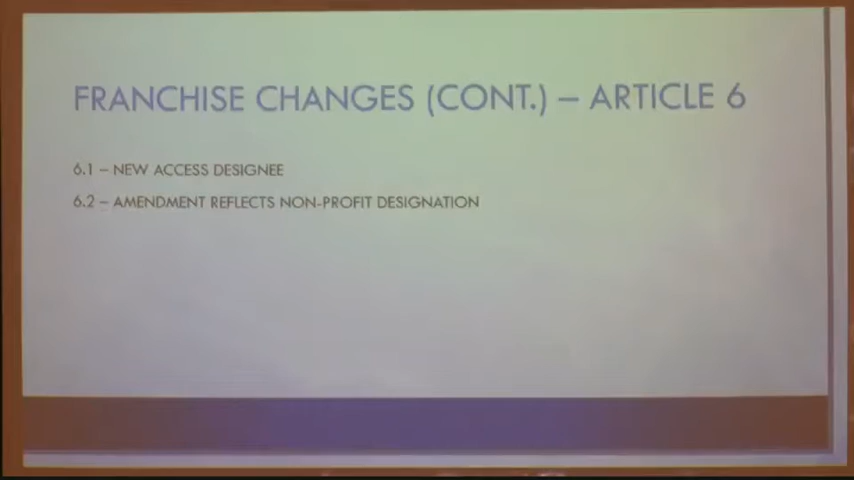 FRANCHISE CHANGES (CONT.) – ARTICLE 6
6.1 – NEW ACCESS DESIGNEE
6.2 – AMENDMENT REFLECTS NON-PROFIT DESIGNATION